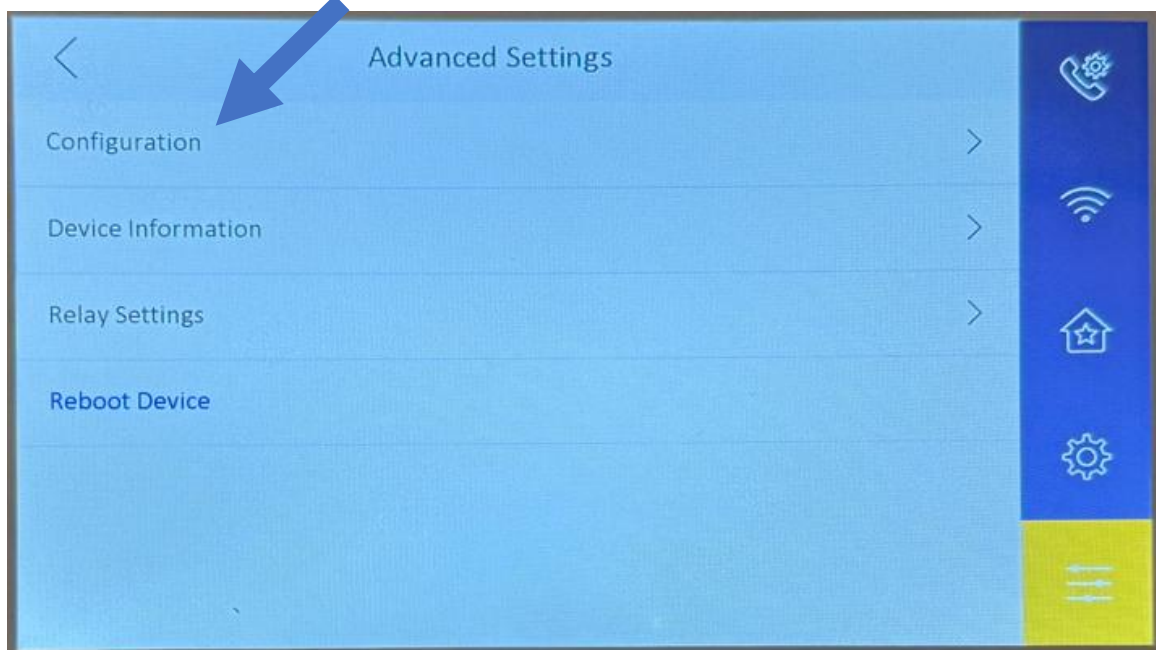 Advanced Settings
Configuration
Device Information
Relay Settings
Reboot Device